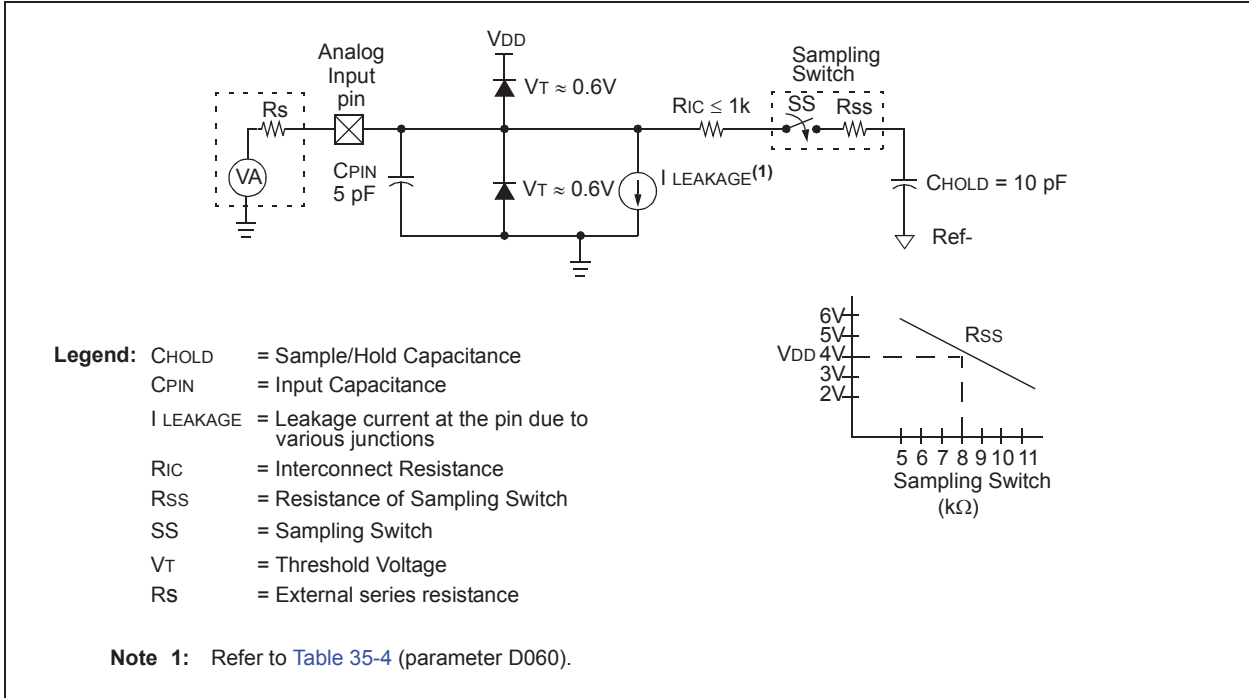 VDD
Analog
Input
pin
Sampling
Switch
VT ≈ 0.6V
Rs
RIC ≤ 1k
SS
Rss
VA
CPIN
5 pF
VT ≈ 0.6V
I LEAKAGE(1)
CHOLD = 10 pF
Ref-
6V
5V
VDD 4V
3V
2V
RSS
5 6 7 8 9 10 11
Sampling Switch
(kΩ)
Legend: CHOLD = Sample/Hold Capacitance
CPIN = Input Capacitance
I LEAKAGE = Leakage current at the pin due to
various junctions
RIC = Interconnect Resistance
RSS = Resistance of Sampling Switch
SS = Sampling Switch
VT = Threshold Voltage
Rs = External series resistance
Note 1: Refer to Table 35-4 (parameter D060).